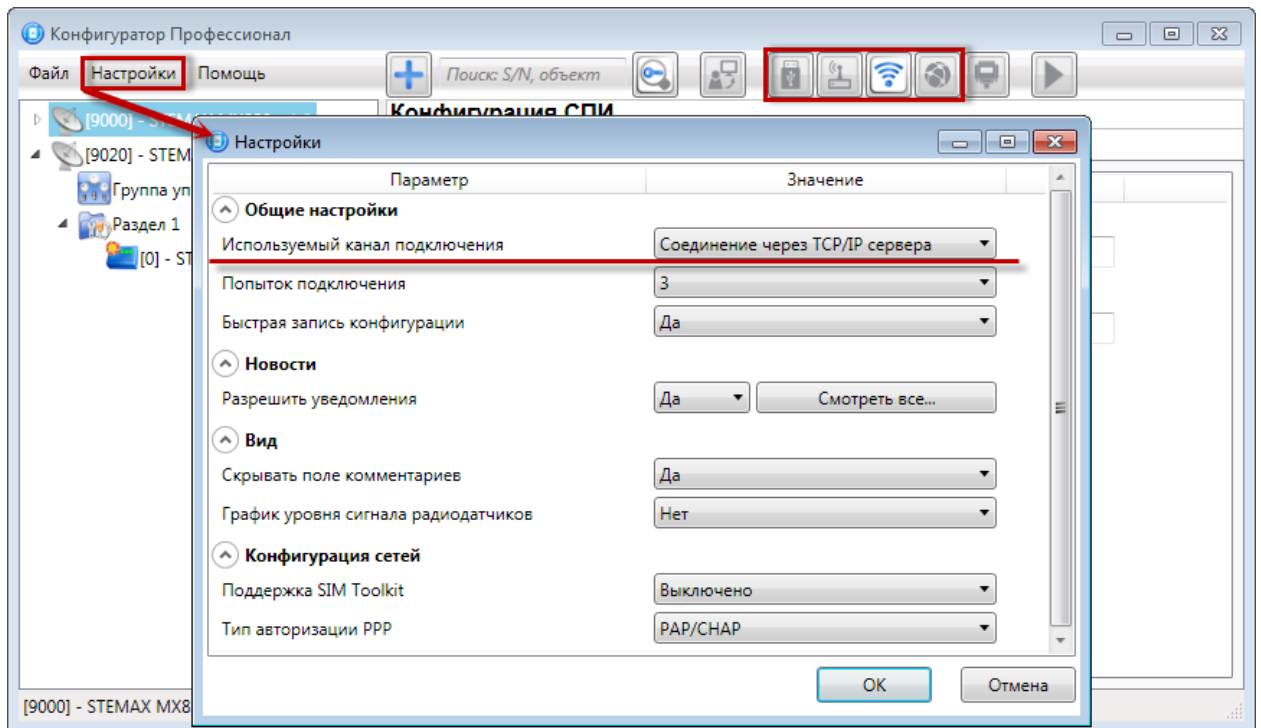 Конфигуратор Профессионал
Файл Настройки Помощь Поиск: S/N, объект
[9000] - STEMA
Конфигурация СПИ
[9020] - STEM
Группа уп
Раздел 1
[0] - ST
Настройки
Параметр Значение
Общие настройки
Используемый канал подключения Соединение через TCP/IP сервера
Попыток подключения 3
Быстрая запись конфигурации Да
Новости
Разрешить уведомления Да Смотреть все...
Вид
Скрывать поле комментариев Да
График уровня сигнала радиодатчиков Нет
Конфигурация сетей
Поддержка SIM Toolkit Выключено
Тип авторизации PPP PAP/CHAP
OK Отмена
[9000] - STEMAX MX8